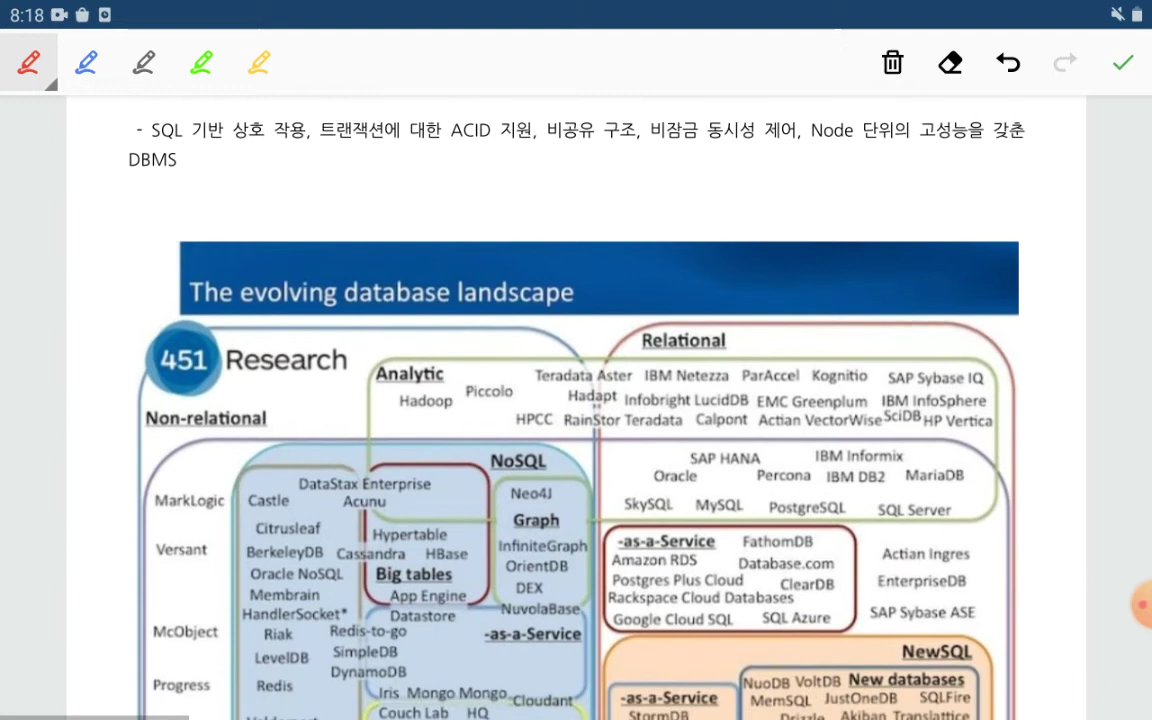 8:18
- SQL 기반 상호 작용, 트랜잭션에 대한 ACID 지원, 비공유 구조, 비잠금 동시성 제어, Node 단위의 고성능을 갖춘
DBMS
The evolving database landscape
451 Research
Relational
Analytic
Teradata Aster IBM Netezza ParAccel Kognitio SAP Sybase IQ
Hadoop Piccolo Hadapt Infobright LucidDB EMC Greenplum IBM InfoSphere
Non-relational
HPCC RainStor Teradata Calpont Actian VectorWise SciDB HP Vertica
NoSQL
SAP HANA IBM Informix
Oracle Percona IBM DB2 MariaDB
DataStax Enterprise
MarkLogic Castle Acunu Neo4J
SkySQL MySQL PostgreSQL SQL Server
Citrusleaf Hypertable Graph
-as-a-Service FathomDB
Versant BerkeleyDB Cassandra HBase InfiniteGraph
Amazon RDS Database.com Actian Ingres
Oracle NoSQL Big tables OrientDB
Postgres Plus Cloud ClearDB EnterpriseDB
Membrain App Engine DEX
Rackspace Cloud Databases
HandlerSocket* Datastore NuvolaBase
Google Cloud SQL SQL Azure SAP Sybase ASE
McObject Riak Redis-to-go -as-a-Service
LevelDB SimpleDB
NewSQL
DynamoDB
Progress Redis Iris Mongo Mongo Cloudant
NuoDB VoltDB New databases
-as-a-Service MemSQL JustOneDB SQLFire
Couch Lab HQ
StormDB Drizzle Akiban Translattice